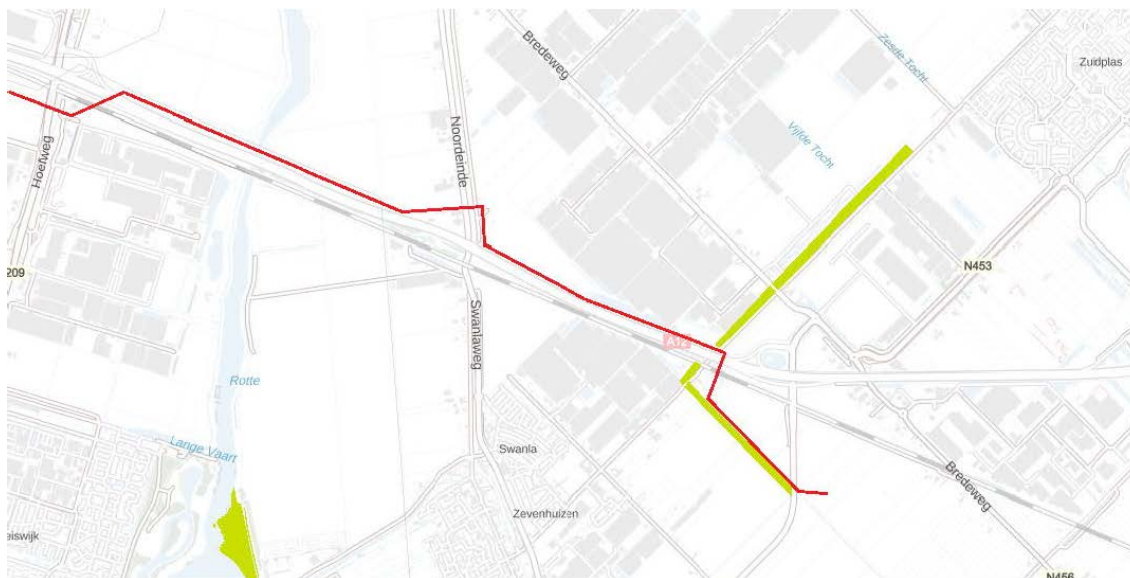 Bredeweg
Zesde Tocht
Zuidplas
Vijfde Tocht
Noordeinde
Hoefweg
N453
209
Swanlaweg
A12
Rotte
Lange Vaart
Swanla
Bredeweg
Zevenhuizen
eiswijk
N456